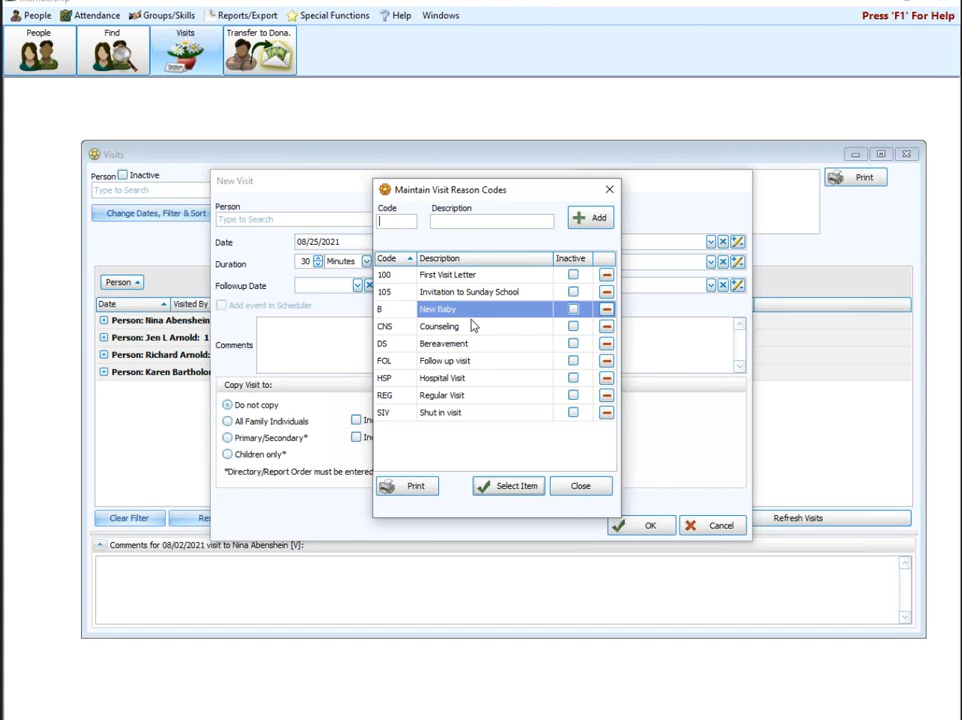 People Attendance Groups/Skills Reports/Export Special Functions Help Windows Press 'F1' For Help
People Find Visits Transfer to Dona.
Visits
Person Inactive
Type to Search
Print
Change Dates, Filter & Sort
Person
Date Visited By
Person: Nina Abenshein
Person: Jen L Arnold: 1
Person: Richard Arnold:
Person: Karen Bartholo
Clear Filter Res Refresh Visits
Comments for 08/02/2021 visit to Nina Abenshein [V]:
New Visit
Person
Type to Search
Date 08/25/2021
Duration 30 Minutes
Followup Date
Add event in Scheduler
Comments
Copy Visit to:
Do not copy
All Family Individuals
Primary/Secondary*
Children only*
*Directory/Report Order must be entered
OK Cancel
Maintain Visit Reason Codes
Code Description
Add
Code Description Inactive
100 First Visit Letter
105 Invitation to Sunday School
B New Baby
CNS Counseling
DS Bereavement
FOL Follow up visit
HSP Hospital Visit
REG Regular Visit
SIV Shut in visit
Print Select Item Close